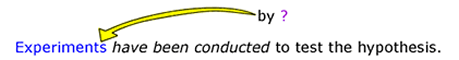 by ?
Experiments have been conducted to test the hypothesis.